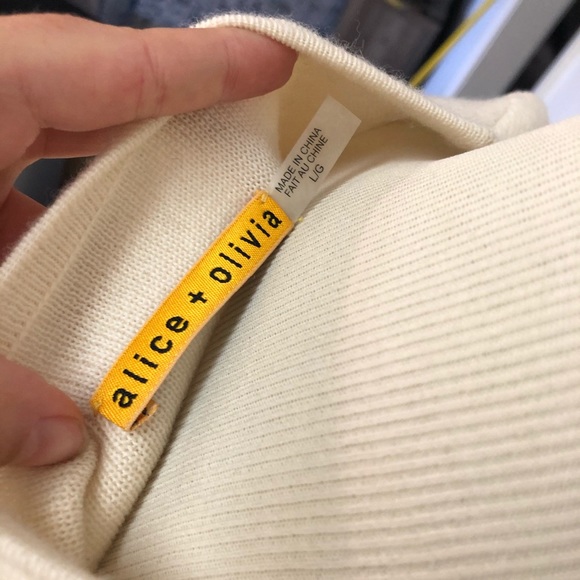 alice + olivia
MADE IN CHINA
FAIT AU CHINE
L/G